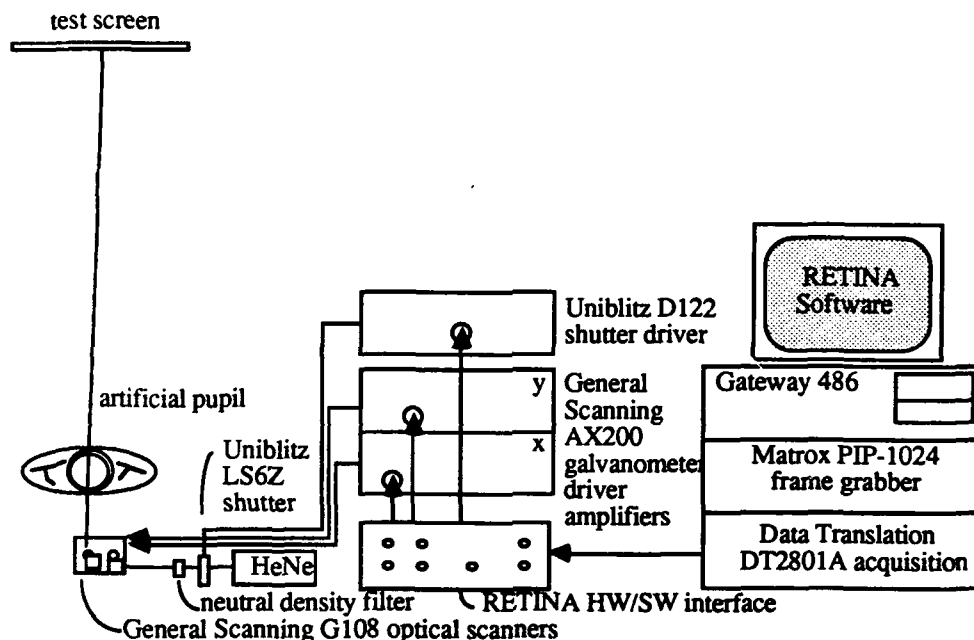 test screen
RETINA
Software
Uniblitz D122
shutter driver
y
x
General
Scanning
AX200
galvanometer
driver
amplifiers
Gateway 486
Matrox PIP-1024
frame grabber
Data Translation
DT2801A acquisition
artificial pupil
Uniblitz
LS6Z
shutter
HeNe
neutral density filter
RETINA HW/SW interface
General Scanning G108 optical scanners